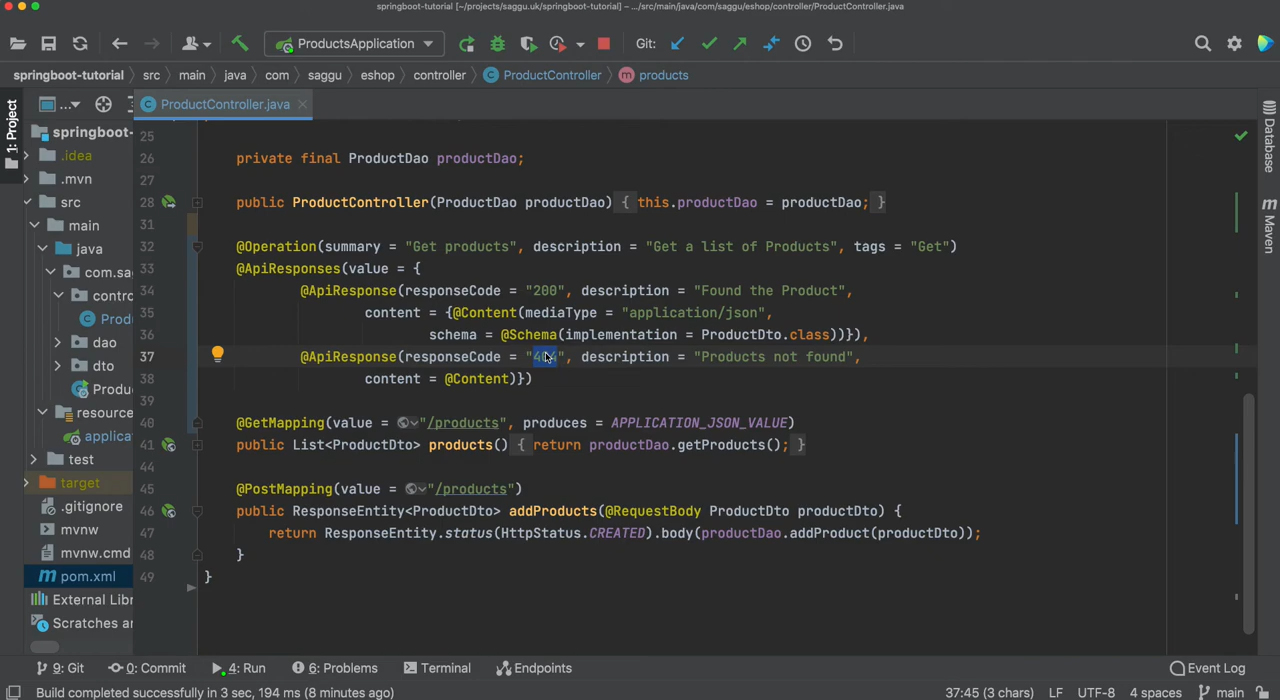 springboot-tutorial [~/projects/saggu.uk/springboot-tutorial] – .../src/main/java/com/saggu/eshop/controller/ProductController.java
ProductsApplication Git:
springboot-tutorial src main java com saggu eshop controller ProductController products
1: Project
... ProductController.java
springboot-
.idea
.mvn
src
main
java
com.sag
contro
Prod
dao
dto
Produc
resource
applica
test
target
.gitignore
mvnw
mvnw.cmd
pom.xml
External Libr
Scratches an
25
26 private final ProductDao productDao;
27
28 public ProductController(ProductDao productDao) { this.productDao = productDao; }
31
32 @Operation(summary = "Get products", description = "Get a list of Products", tags = "Get")
33 @ApiResponses(value = {
34 @ApiResponse(responseCode = "200", description = "Found the Product",
35 content = {@Content(mediaType = "application/json",
36 schema = @Schema(implementation = ProductDto.class))}),
37 @ApiResponse(responseCode = "404", description = "Products not found",
38 content = @Content)})
39
40 @GetMapping(value = "/products", produces = APPLICATION_JSON_VALUE)
41 public List<ProductDto> products() { return productDao.getProducts(); }
44
45 @PostMapping(value = "/products")
46 public ResponseEntity<ProductDto> addProducts(@RequestBody ProductDto productDto) {
47 return ResponseEntity.status(HttpStatus.CREATED).body(productDao.addProduct(productDto));
48 }
49 }
Database
m Maven
9: Git 0: Commit 4: Run 6: Problems Terminal Endpoints Event Log
Build completed successfully in 3 sec, 194 ms (8 minutes ago) 37:45 (3 chars) LF UTF-8 4 spaces main